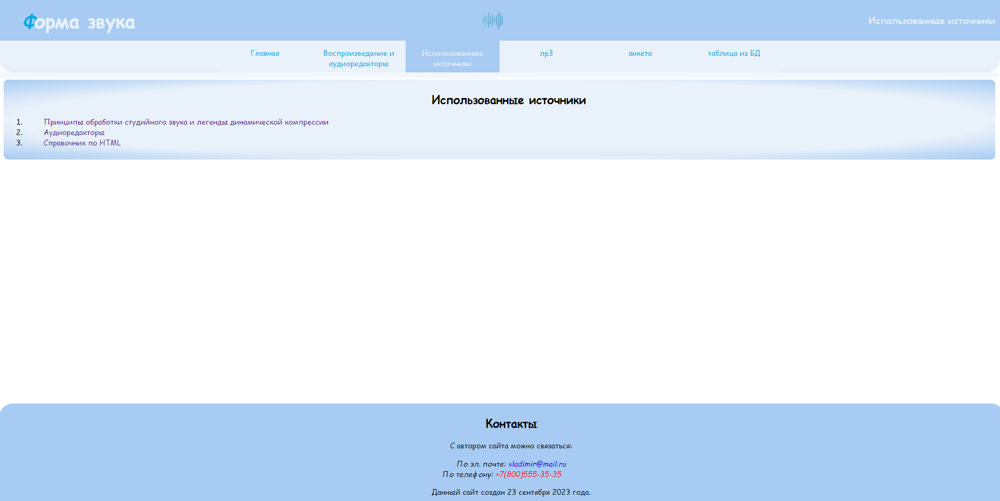 Форма звука
Использованные источники
Главная
Воспроизведение и
аудиоредакторы
Использованные
источники
лр3
анкета
таблица из БД
Использованные источники
1. Принципы обработки студийного звука и легенды динамической компрессии
2. Аудиоредакторы
3. Справочник по HTML
Контакты
С автором сайта можно связаться:
По эл. почте: vladimir@mail.ru
По телефону: +7(800)555-35-35
Данный сайт создан 23 сентября 2023 года.